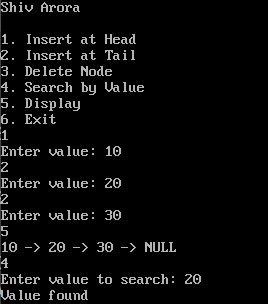 Shiv Arora
1. Insert at Head
2. Insert at Tail
3. Delete Node
4. Search by Value
5. Display
6. Exit
1
Enter value: 10
2
Enter value: 20
2
Enter value: 30
5
10 -> 20 -> 30 -> NULL
4
Enter value to search: 20
Value found